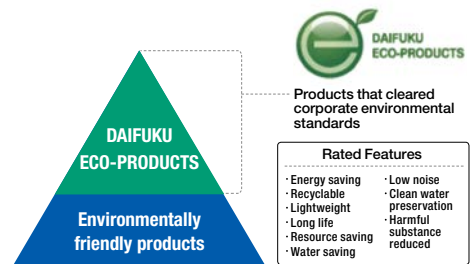 DAIFUKU
ECO-PRODUCTS
Products that cleared
corporate environmental
standards
DAIFUKU
ECO-PRODUCTS
Environmentally
friendly products
Rated Features
· Energy saving
· Recyclable
· Lightweight
· Long life
· Resource saving
· Water saving
· Low noise
· Clean water
preservation
· Harmful
substance
reduced